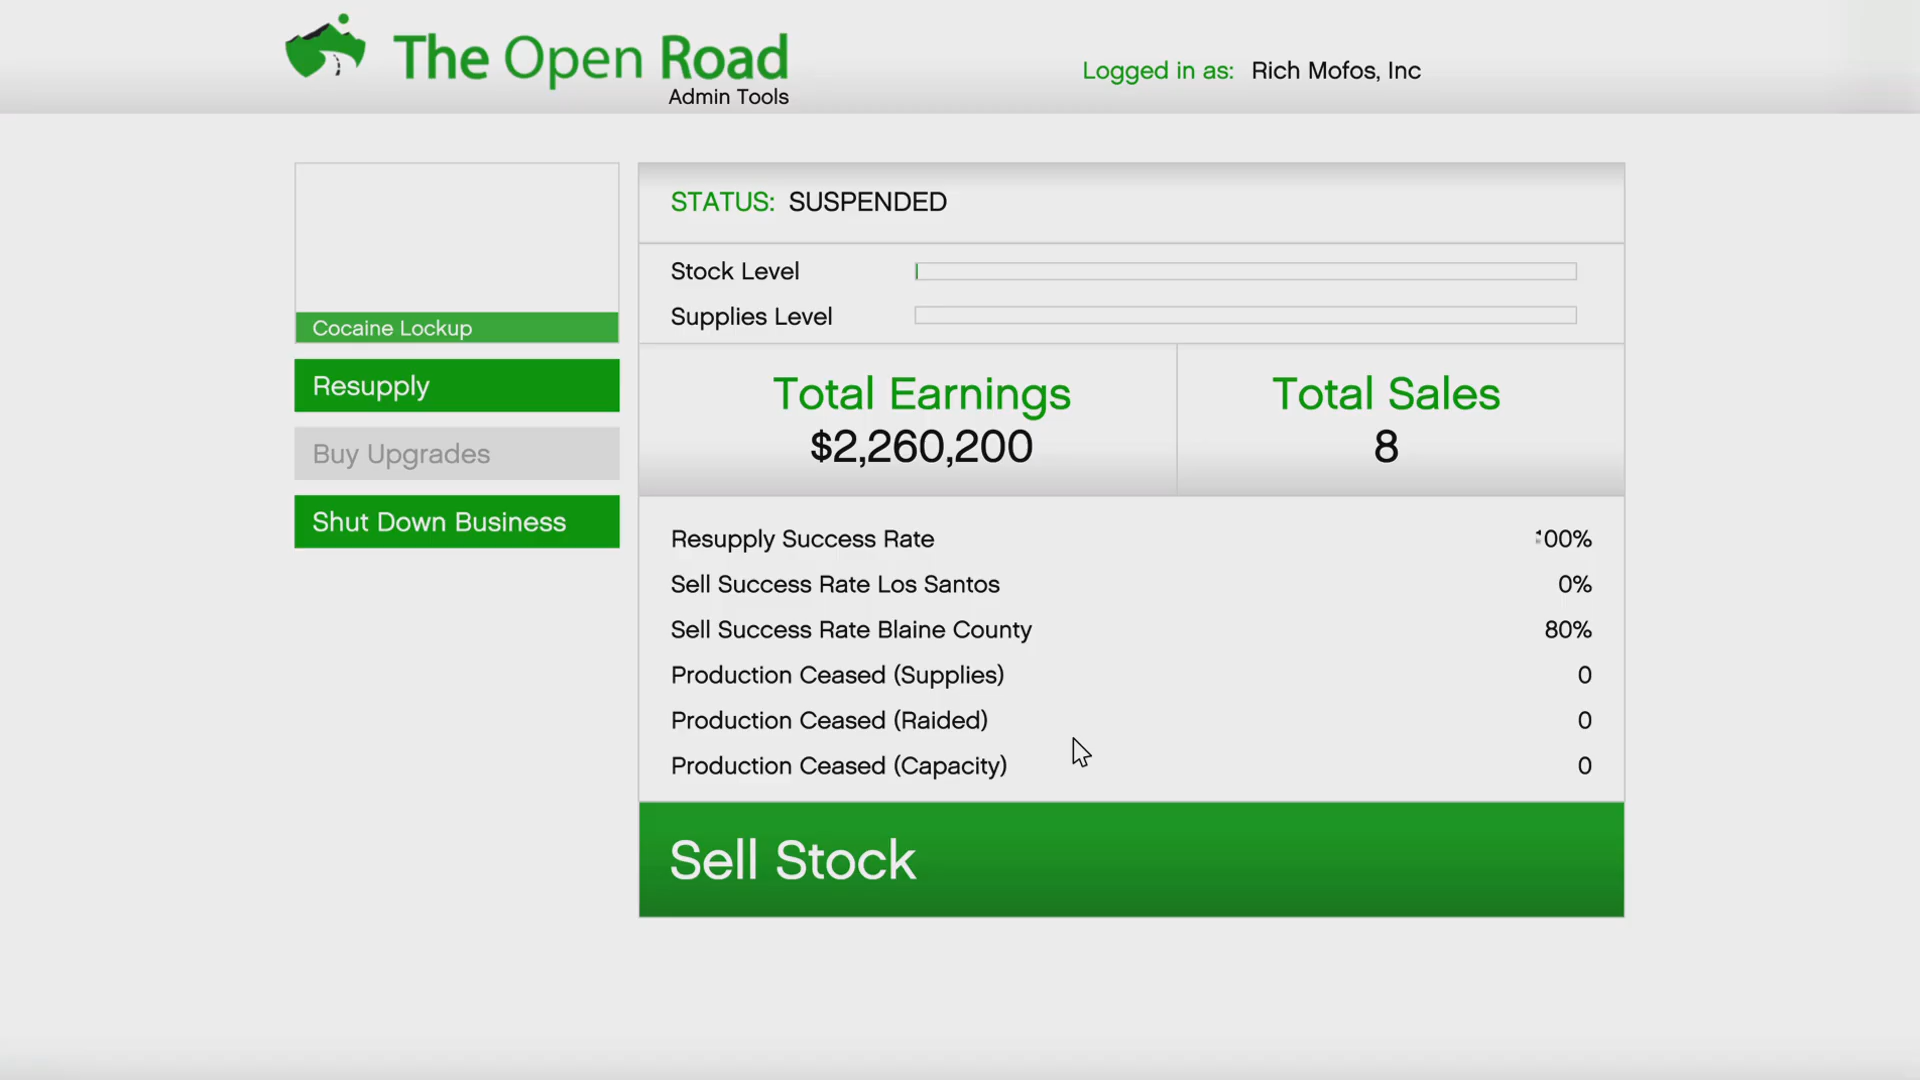 The Open Road
Admin Tools
Logged in as: Rich Mofos, Inc
Cocaine Lockup
Resupply
Buy Upgrades
Shut Down Business
STATUS: SUSPENDED
Stock Level
Supplies Level
Total Earnings
$2,260,200
Total Sales
8
Resupply Success Rate 100%
Sell Success Rate Los Santos 0%
Sell Success Rate Blaine County 80%
Production Ceased (Supplies) 0
Production Ceased (Raided) 0
Production Ceased (Capacity) 0
Sell Stock